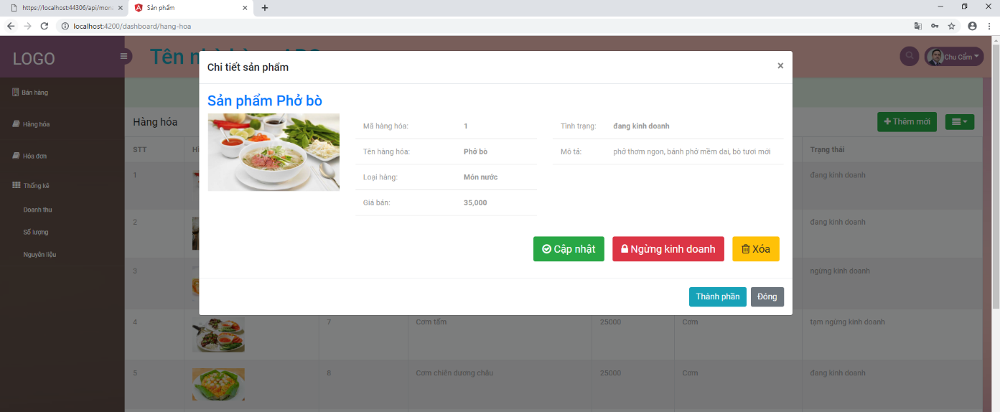 https://localhost:44306/api/mon
Sản phẩm
localhost:4200/dashboard/hang-hoa
LOGO
Chu Cẩm
Chi tiết sản phẩm
×
Sản phẩm Phở bò
Mã hàng hóa: 1
Tên hàng hóa: Phở bò
Loại hàng: Món nước
Giá bán: 35,000
Tình trạng: đang kinh doanh
Mô tả: phở thơm ngon, bánh phở mềm dai, bò tươi mới
Cập nhật
Ngừng kinh doanh
Xóa
Thành phần
Đóng
Bán hàng
Hàng hóa
Hóa đơn
Thống kê
Doanh thu
Số lượng
Nguyên liệu
Hàng hóa
Thêm mới
STT
Trạng thái
1 đang kinh doanh
2 đang kinh doanh
3 ngừng kinh doanh
4 7 Cơm tấm 25000 Cơm tạm ngừng kinh doanh
5 8 Cơm chiên dương châu 25000 Cơm đang kinh doanh